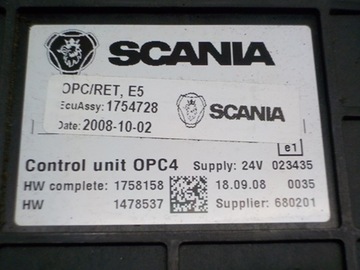 SCANIA
OPC/RET, E5
EcuAssy: 1754728
SCANIA
Date: 2008-10-02
e1
Control unit OPC4 Supply: 24V 023435
HW complete: 1758158 18.09.08 0035
HW 1478537 Supplier: 680201